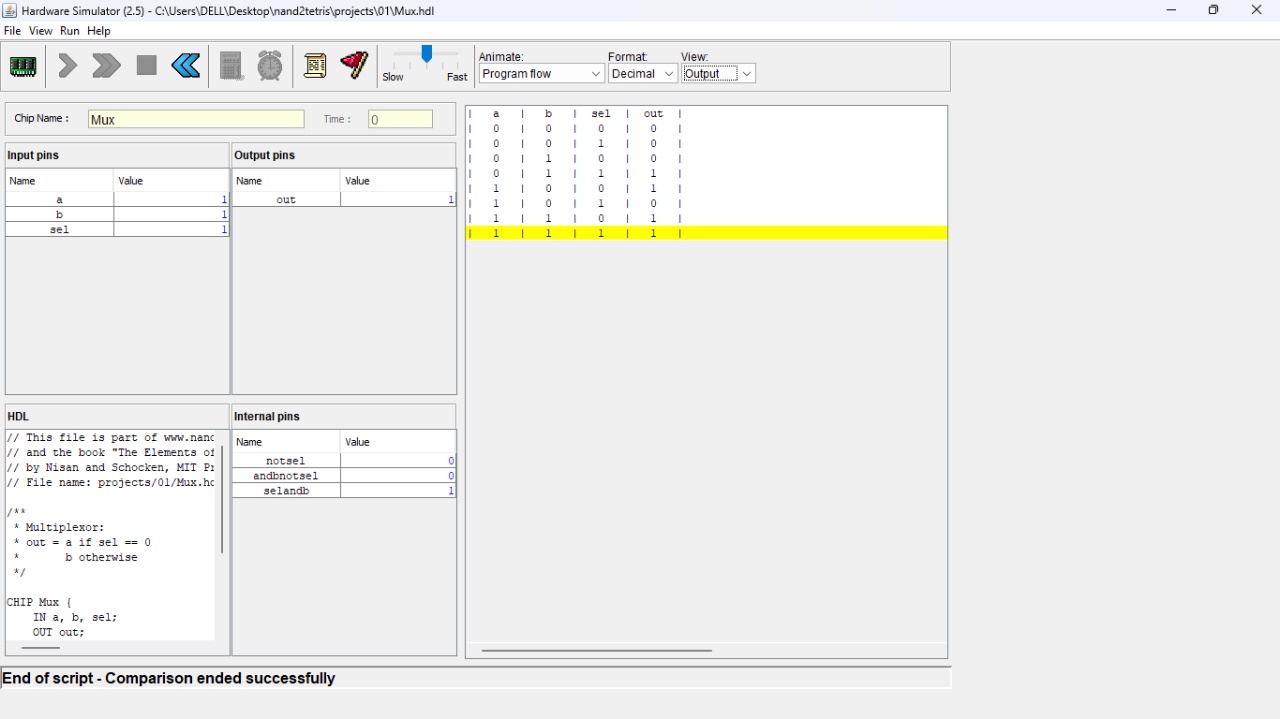 Hardware Simulator (2.5) - C:\Users\DELL\Desktop\nand2tetris\projects\01\Mux.hdl
File View Run Help
Slow Fast
Animate: Format: View:
Program flow Decimal Output
Chip Name : Mux Time : 0
Input pins
Name Value
a 1
b 1
sel 1
Output pins
Name Value
out 1
| a | b | sel | out |
| 0 | 0 | 0 | 0 |
| 0 | 0 | 1 | 0 |
| 0 | 1 | 0 | 0 |
| 0 | 1 | 1 | 1 |
| 1 | 0 | 0 | 1 |
| 1 | 0 | 1 | 0 |
| 1 | 1 | 0 | 1 |
| 1 | 1 | 1 | 1 |
HDL
// This file is part of www.nand
// and the book "The Elements of
// by Nisan and Schocken, MIT Pr
// File name: projects/01/Mux.hd
/**
* Multiplexor:
* out = a if sel == 0
* b otherwise
*/
CHIP Mux {
IN a, b, sel;
OUT out;
Internal pins
Name Value
notsel 0
andbnotsel 0
selandb 1
End of script - Comparison ended successfully